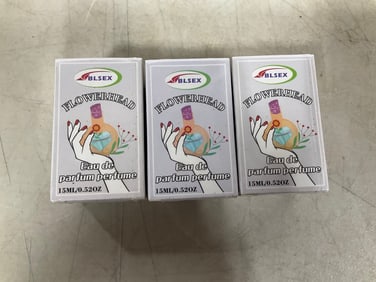 BLSEX
FLOWERHEAD
Eau de
parfum perfume
15ML/0.52OZ
BLSEX
FLOWERHEAD
Eau de
parfum perfume
15ML/0.52OZ
BLSEX
FLOWERHEAD
Eau de
parfum perfume
15ML/0.52OZ